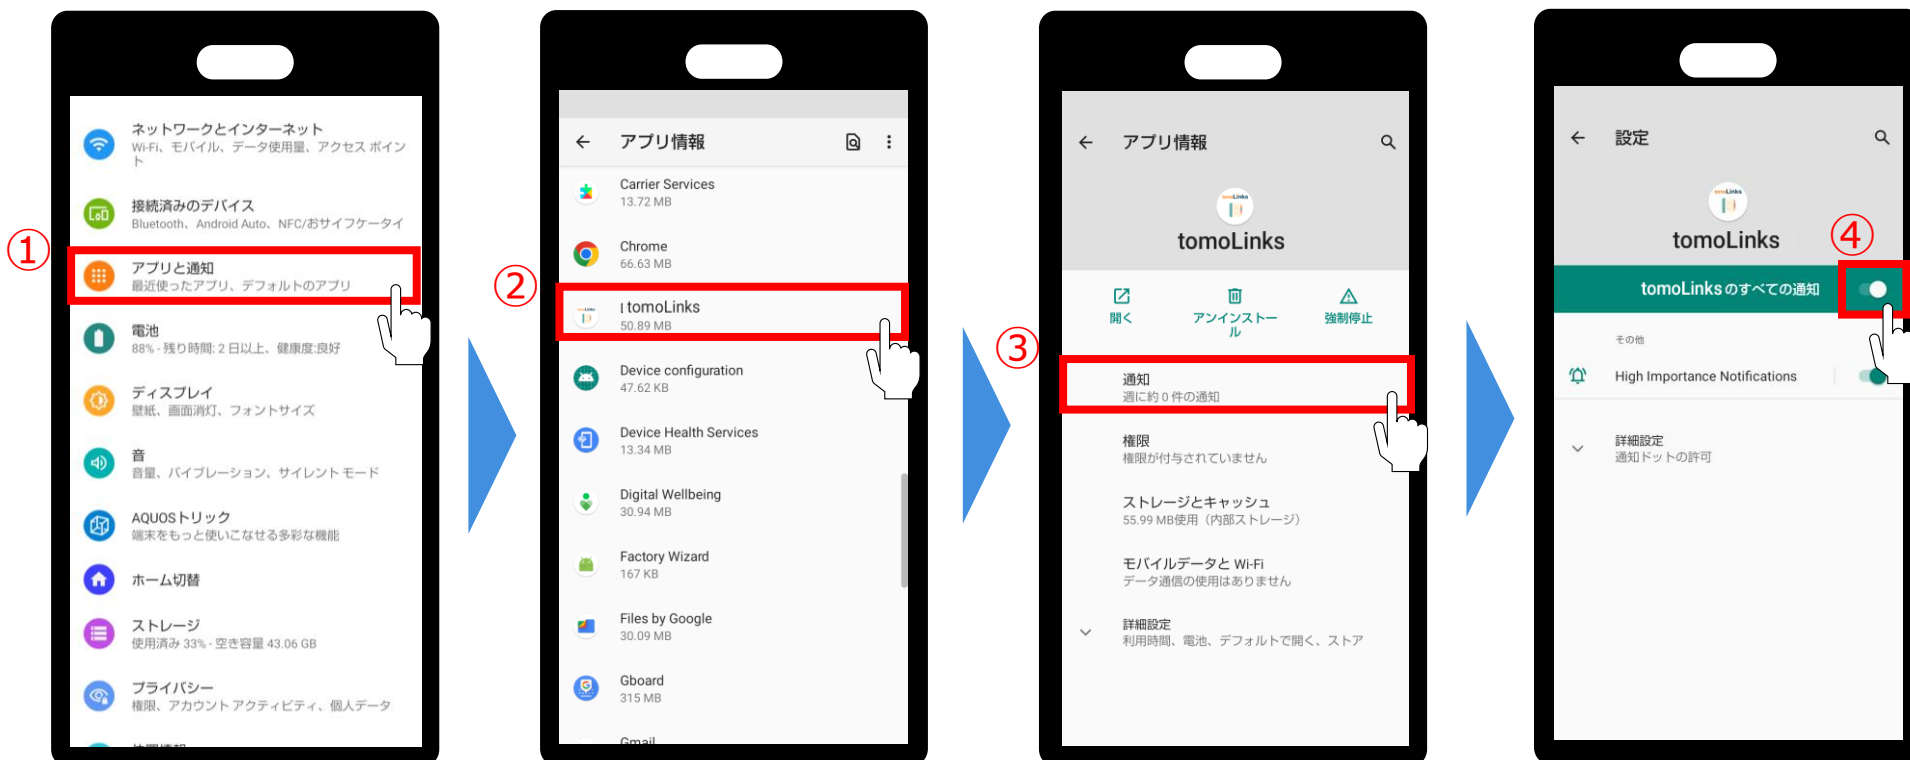 ①
ネットワークとインターネット
Wi-Fi、モバイル、データ使用量、アクセス ポイン
ト
接続済みのデバイス
Bluetooth、Android Auto、NFC/おサイフケータイ
アプリと通知
最近使ったアプリ、デフォルトのアプリ
電池
88% - 残り時間: 2 日以上、健康度:良好
ディスプレイ
壁紙、画面消灯、フォントサイズ
音
音量、バイブレーション、サイレント モード
AQUOSトリック
端末をもっと使いこなせる多彩な機能
ホーム切替
ストレージ
使用済み 33% - 空き容量 43.06 GB
プライバシー
権限、アカウント アクティビティ、個人データ
②
アプリ情報
Carrier Services
13.72 MB
Chrome
66.63 MB
tomoLinks
50.89 MB
Device configuration
47.62 KB
Device Health Services
13.34 MB
Digital Wellbeing
30.94 MB
Factory Wizard
167 KB
Files by Google
30.09 MB
Gboard
315 MB
Gmail
③
アプリ情報
tomoLinks
tomoLinks
開く
アンインストー
ル
強制停止
通知
週に約 0 件の通知
権限
権限が付与されていません
ストレージとキャッシュ
55.99 MB使用（内部ストレージ）
モバイルデータと Wi-Fi
データ通信の使用はありません
詳細設定
利用時間、電池、デフォルトで開く、ストア
④
設定
tomoLinks
tomoLinks
tomoLinks のすべての通知
その他
High Importance Notifications
詳細設定
通知ドットの許可